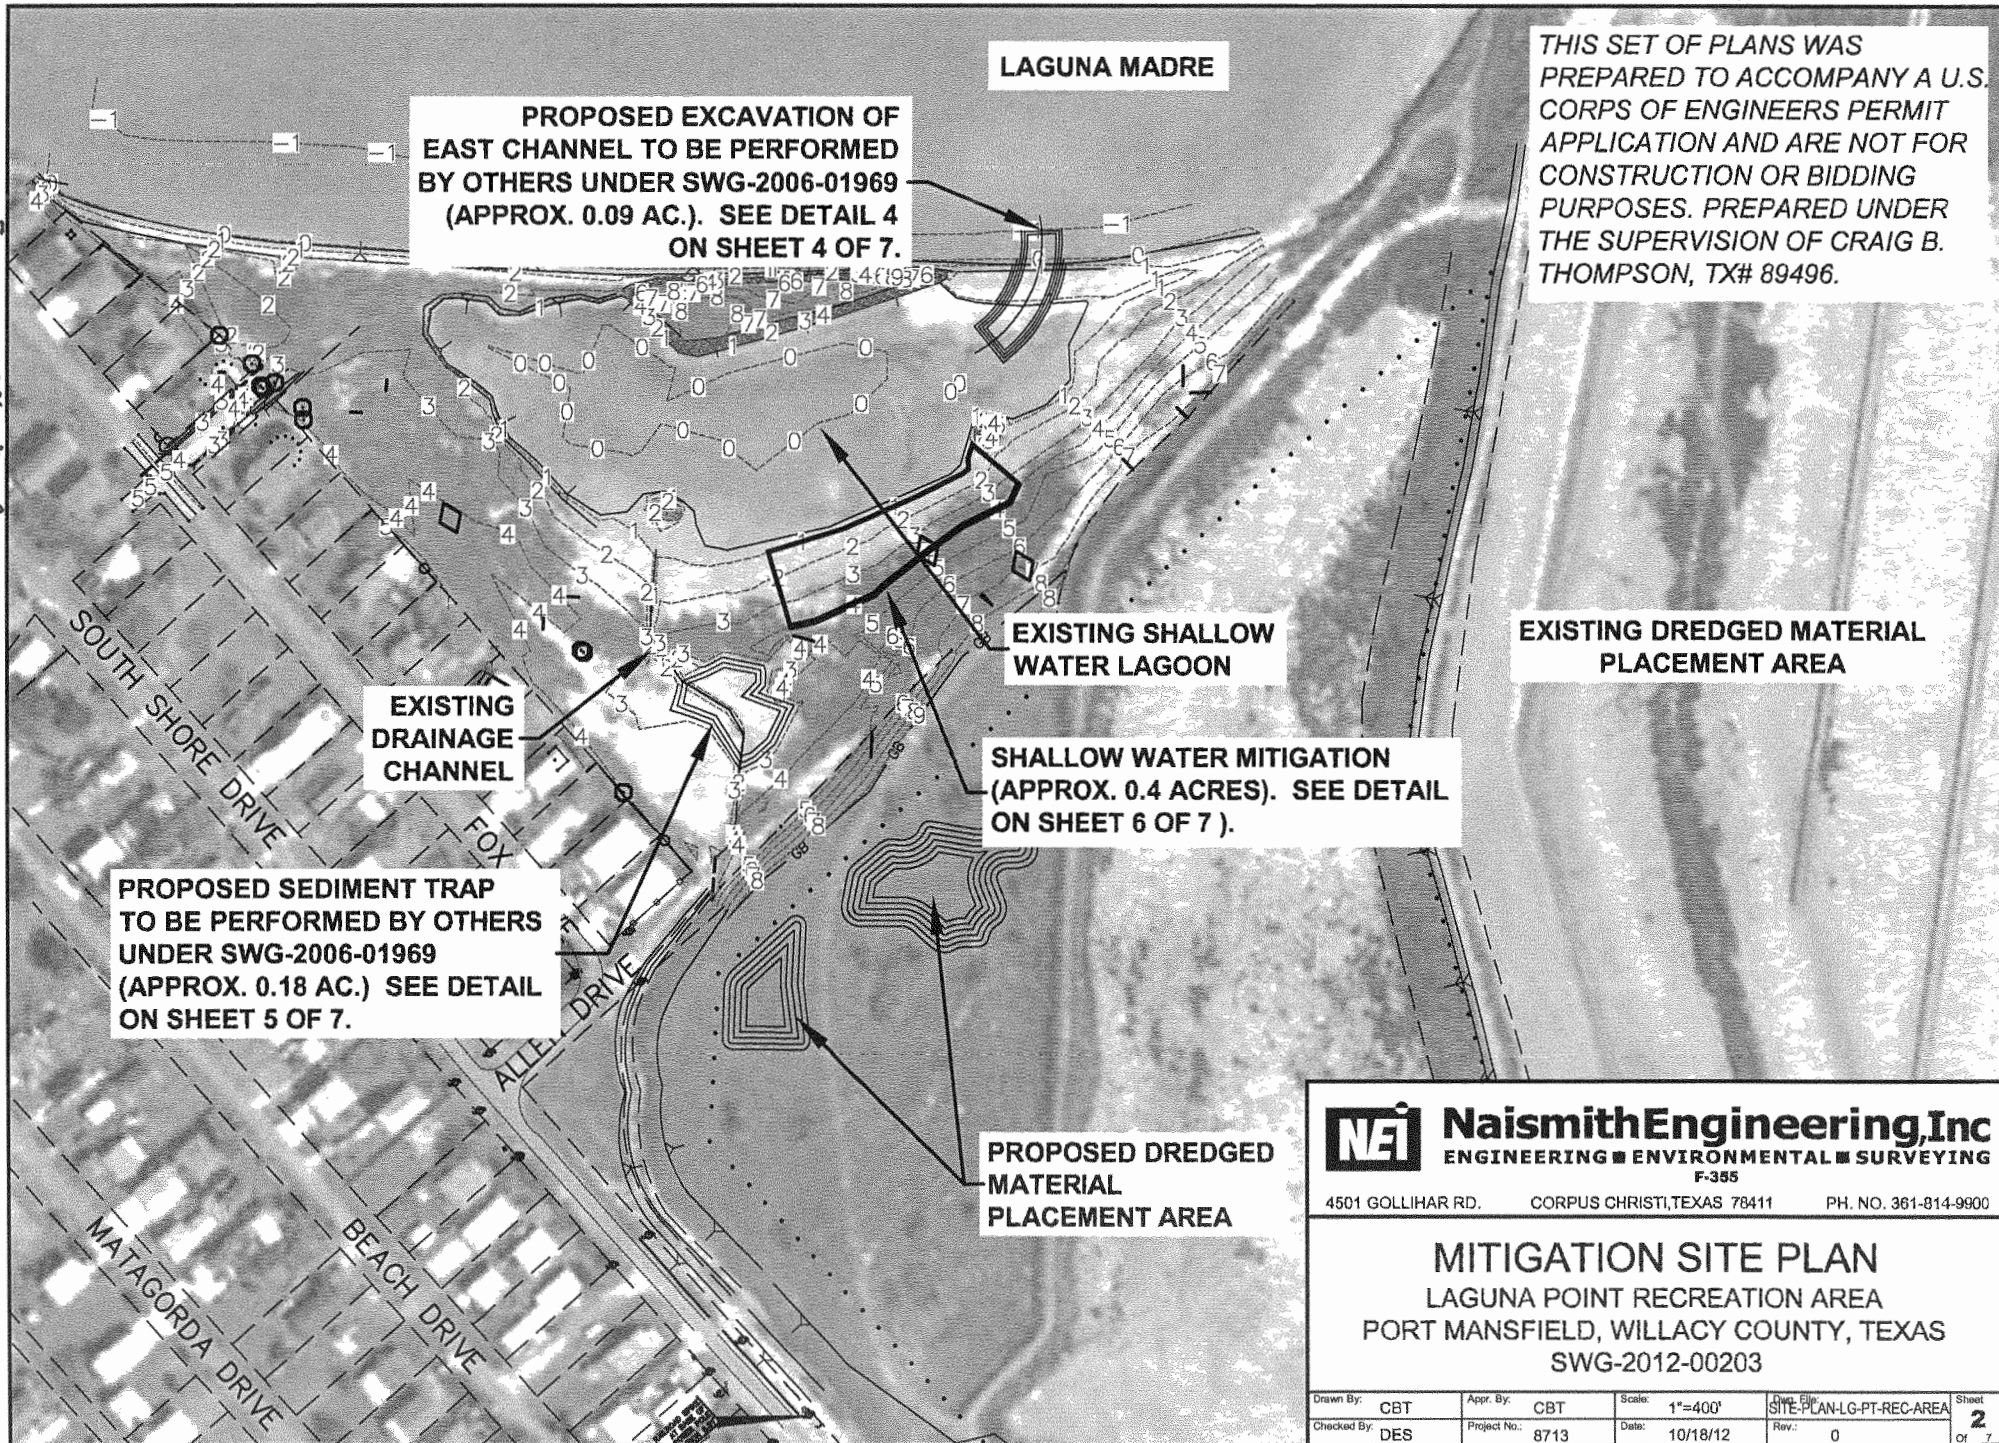 LAGUNA MADRE
THIS SET OF PLANS WAS
PREPARED TO ACCOMPANY A U.S.
CORPS OF ENGINEERS PERMIT
APPLICATION AND ARE NOT FOR
CONSTRUCTION OR BIDDING
PURPOSES. PREPARED UNDER
THE SUPERVISION OF CRAIG B.
THOMPSON, TX# 89496.
PROPOSED EXCAVATION OF
EAST CHANNEL TO BE PERFORMED
BY OTHERS UNDER SWG-2006-01969
(APPROX. 0.09 AC.). SEE DETAIL 4
ON SHEET 4 OF 7.
EXISTING SHALLOW
WATER LAGOON
EXISTING DREDGED MATERIAL
PLACEMENT AREA
EXISTING
DRAINAGE
CHANNEL
SHALLOW WATER MITIGATION
(APPROX. 0.4 ACRES). SEE DETAIL
ON SHEET 6 OF 7 ).
SOUTH SHORE DRIVE
FOX
PROPOSED SEDIMENT TRAP
TO BE PERFORMED BY OTHERS
UNDER SWG-2006-01969
(APPROX. 0.18 AC.) SEE DETAIL
ON SHEET 5 OF 7.
DRIVE
PROPOSED DREDGED
MATERIAL
PLACEMENT AREA
MATAGORDA DRIVE
BEACH DRIVE
NEi
NaismithEngineering,Inc
ENGINEERING ■ ENVIRONMENTAL ■ SURVEYING
F-355
4501 GOLLIHAR RD. CORPUS CHRISTI,TEXAS 78411 PH. NO. 361-814-9900
MITIGATION SITE PLAN
LAGUNA POINT RECREATION AREA
PORT MANSFIELD, WILLACY COUNTY, TEXAS
SWG-2012-00203
Drawn By: CBT Appr. By: CBT Scale: 1"=400' Dwg. File: SITE-PLAN-LG-PT-REC-AREA Sheet 2
Checked By: DES Project No.: 8713 Date: 10/18/12 Rev.: 0 Of 7